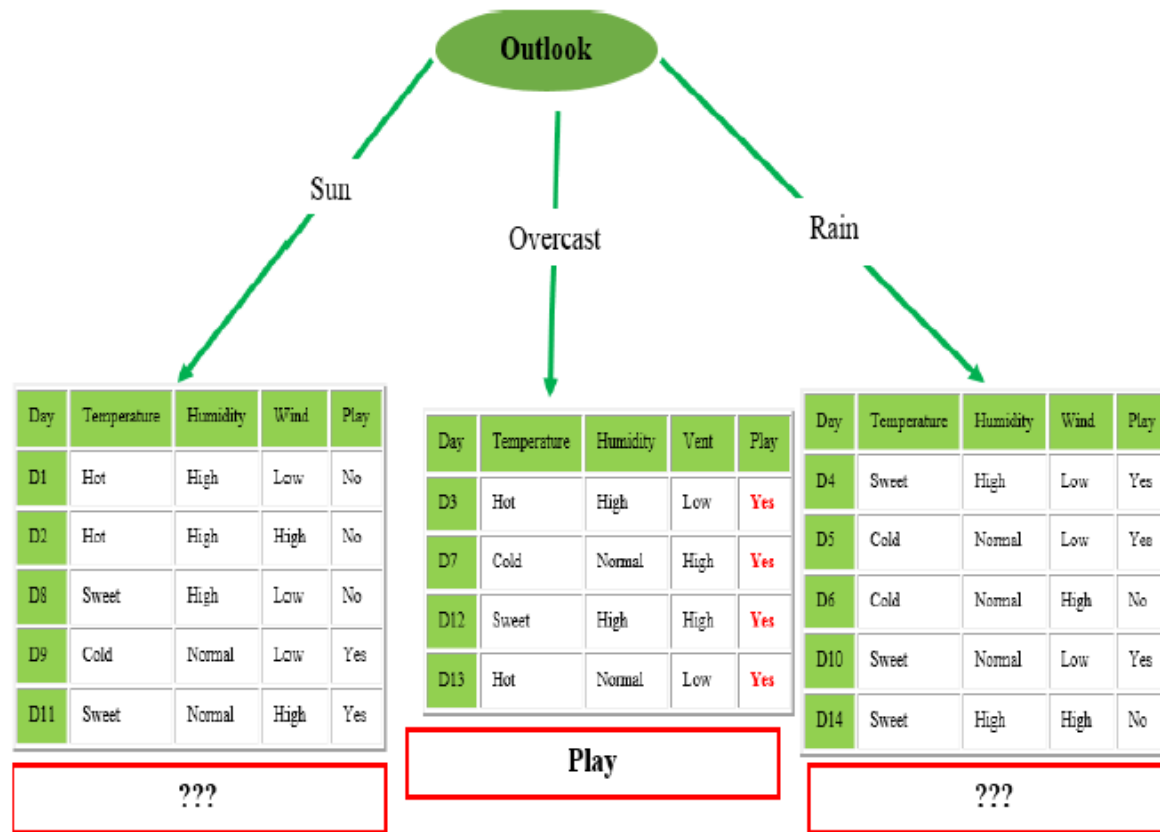 Outlook
Sun
Overcast
Rain
Day Temperature Humidity Wind Play
D1 Hot High Low No
D2 Hot High High No
D8 Sweet High Low No
D9 Cold Normal Low Yes
D11 Sweet Normal High Yes
???
Day Temperature Humidity Vent Play
D3 Hot High Low Yes
D7 Cold Normal High Yes
D12 Sweet High High Yes
D13 Hot Normal Low Yes
Play
Day Temperature Humidity Wind Play
D4 Sweet High Low Yes
D5 Cold Normal Low Yes
D6 Cold Normal High No
D10 Sweet Normal Low Yes
D14 Sweet High High No
???